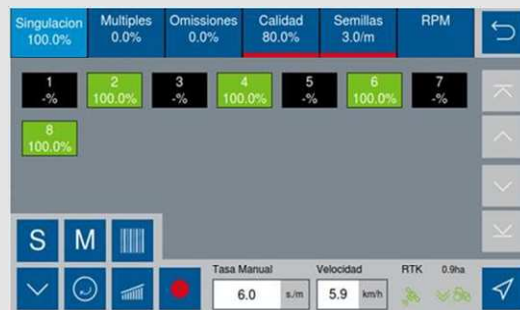 Singulacion Multiples Omisiones Calidad Semillas RPM
100.0% 0.0% 0.0% 80.0% 3.0/m
1 2 3 4 5 6 7
-% 100.0% -% 100.0% -% 100.0% -%
8
100.0%
S M
Tasa Manual Velocidad RTK 0.9ha
6.0 s./m 5.9 km/h